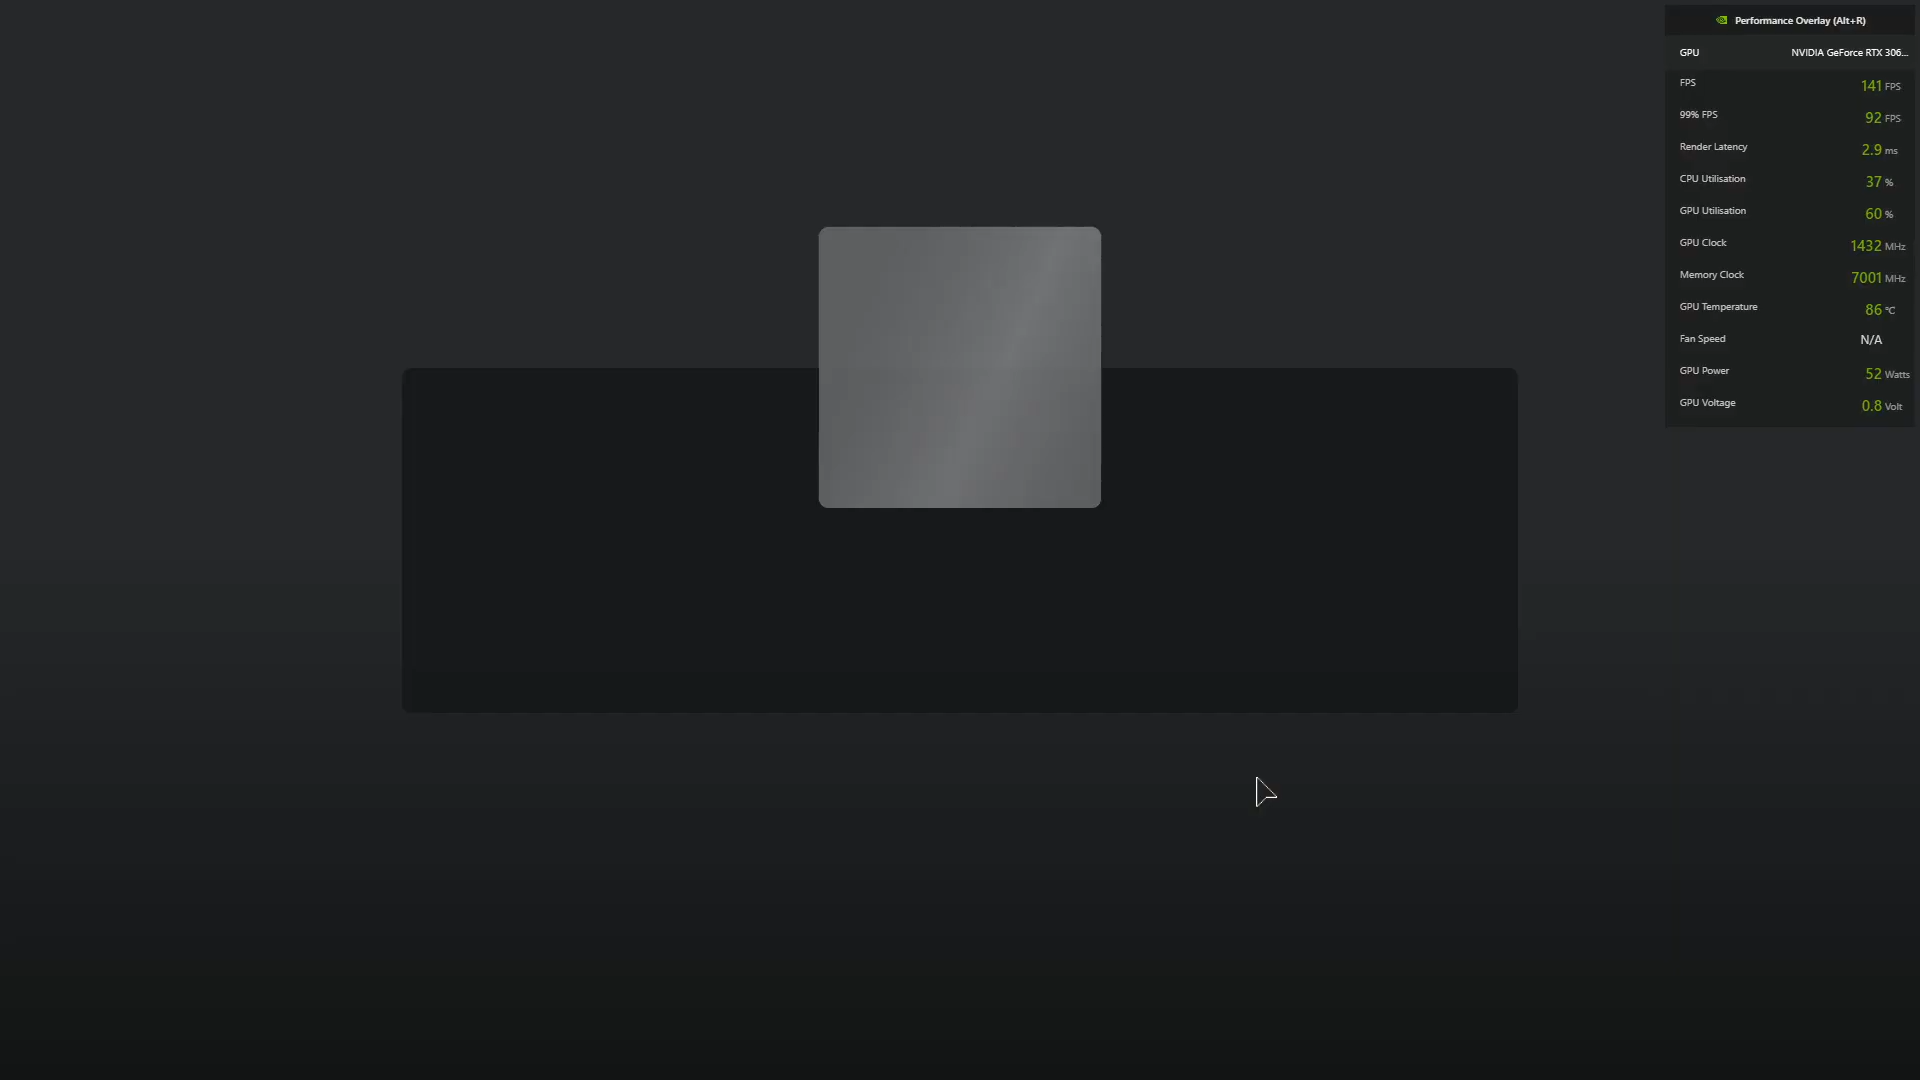 Performance Overlay (Alt+R)
GPU NVIDIA GeForce RTX 306...
FPS 141 FPS
99% FPS 92 FPS
Render Latency 2.9 ms
CPU Utilisation 37 %
GPU Utilisation 60 %
GPU Clock 1432 MHz
Memory Clock 7001 MHz
GPU Temperature 86 °C
Fan Speed N/A
GPU Power 52 Watts
GPU Voltage 0.8 Volt